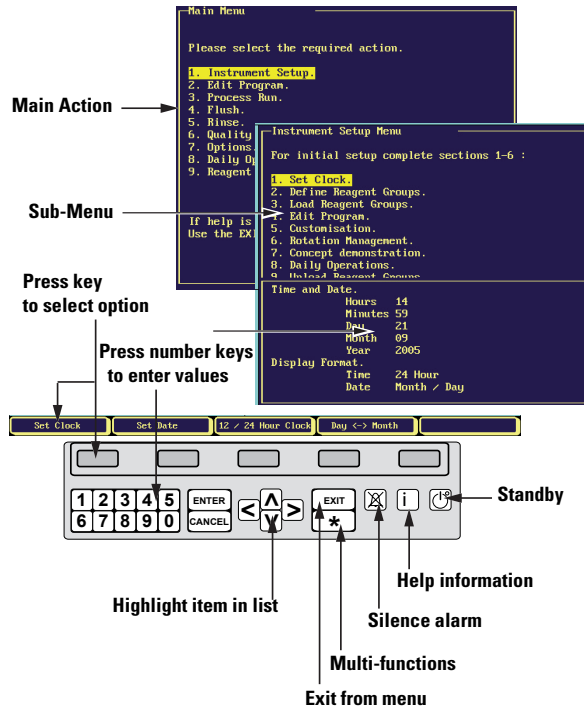 Main Menu
Please select the required action.
1. Instrument Setup.
2. Edit Program.
3. Process Run.
4. Flush.
5. Rinse.
6. Quality
7. Options.
8. Daily Op
9. Reagent
If help is
Use the EXI
Main Action
Instrument Setup Menu
For initial setup complete sections 1-6 :
1. Set Clock.
2. Define Reagent Groups.
3. Load Reagent Groups.
4. Edit Program.
5. Customisation.
6. Rotation Management.
7. Concept demonstration.
8. Daily Operations.
9. Unload Reagent Groups
Sub-Menu
Time and Date.
Hours 14
Minutes 59
Day 21
Month 09
Year 2005
Display Format.
Time 24 Hour
Date Month / Day
Press key
to select option
Press number keys
to enter values
Set Clock
Set Date
12 / 24 Hour Clock
Day <-> Month
1 2 3 4 5
6 7 8 9 0
ENTER
CANCEL
< ^ >
V
EXIT
*
i
Standby
Help information
Silence alarm
Highlight item in list
Multi-functions
Exit from menu